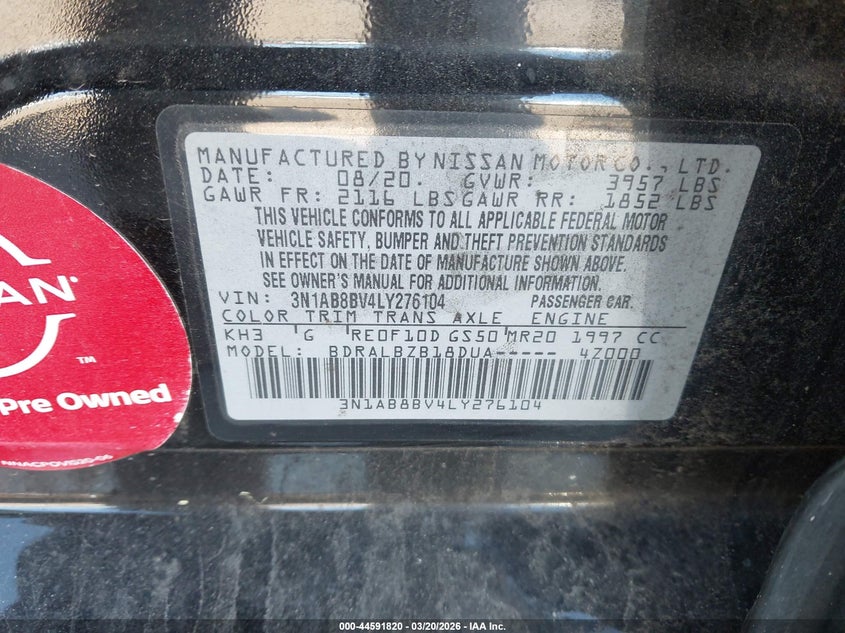 MANUFACTURED BY NISSAN MOTOR CO., LTD.
DATE: 08/20. GVWR: 3957 LBS
GAWR FR: 2116 LBS GAWR RR: 1852 LBS
THIS VEHICLE CONFORMS TO ALL APPLICABLE FEDERAL MOTOR
VEHICLE SAFETY, BUMPER AND THEFT PREVENTION STANDARDS
IN EFFECT ON THE DATE OF MANUFACTURE SHOWN ABOVE.
SEE OWNER'S MANUAL FOR ADDITIONAL INFORMATION.
VIN: 3N1AB8BV4LY276104 PASSENGER CAR.
COLOR TRIM TRANS AXLE ENGINE
KH3 G RE0F10D GS50 MR20 1997 CC
MODEL: BDRALBZB18DUA----- 4Z000
3N1AB8BV4LY276104
SAN
TM
Pre Owned
000-44591820 | 03/20/2026 | IAA Inc.